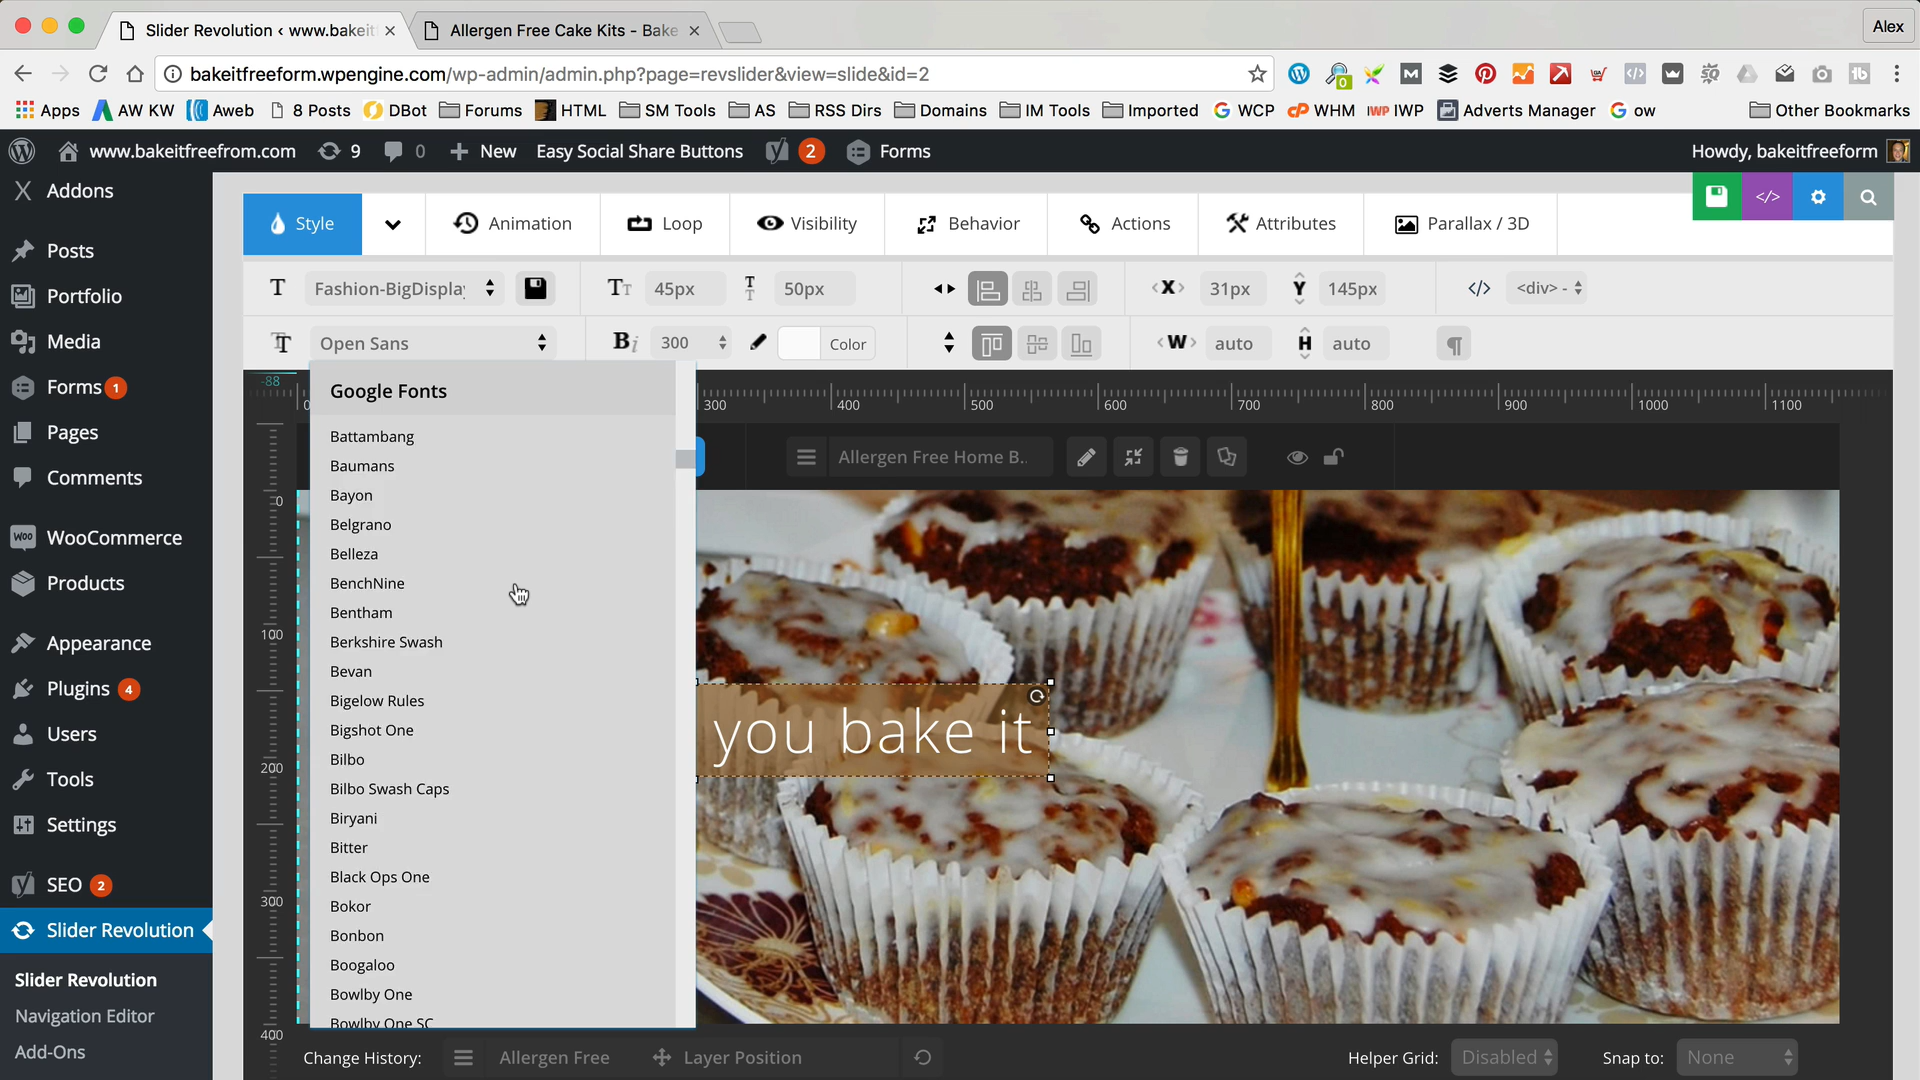 Slider Revolution ‹ www.bakeit
Allergen Free Cake Kits - Bake
Alex
bakeitfreeform.wpengine.com/wp-admin/admin.php?page=revslider&view=slide&id=2
Apps AW KW Aweb 8 Posts DBot Forums HTML SM Tools AS RSS Dirs Domains IM Tools Imported WCP WHM IWP IWP Adverts Manager ow Other Bookmarks
www.bakeitfreefrom.com 9 0 New Easy Social Share Buttons 2 Forms Howdy, bakeitfreeform
Addons
Posts
Portfolio
Media
Forms 1
Pages
Comments
WooCommerce
Products
Appearance
Plugins 4
Users
Tools
Settings
SEO 2
Slider Revolution
Slider Revolution
Navigation Editor
Add-Ons
Style Animation Loop Visibility Behavior Actions Attributes Parallax / 3D
Fashion-BigDisplay 45px 50px X 31px Y 145px </> <div> -
Open Sans 300 Color W auto H auto
-88
0 300 400 500 600 700 800 900 1000 1100
Google Fonts
Battambang
Baumans
Bayon
Belgrano
Belleza
BenchNine
Bentham
Berkshire Swash
Bevan
Bigelow Rules
Bigshot One
Bilbo
Bilbo Swash Caps
Biryani
Bitter
Black Ops One
Bokor
Bonbon
Boogaloo
Bowlby One
Bowlby One SC
Allergen Free Home B..
0
100
200
300
400
you bake it
Change History: Allergen Free Layer Position
Helper Grid: Disabled Snap to: None